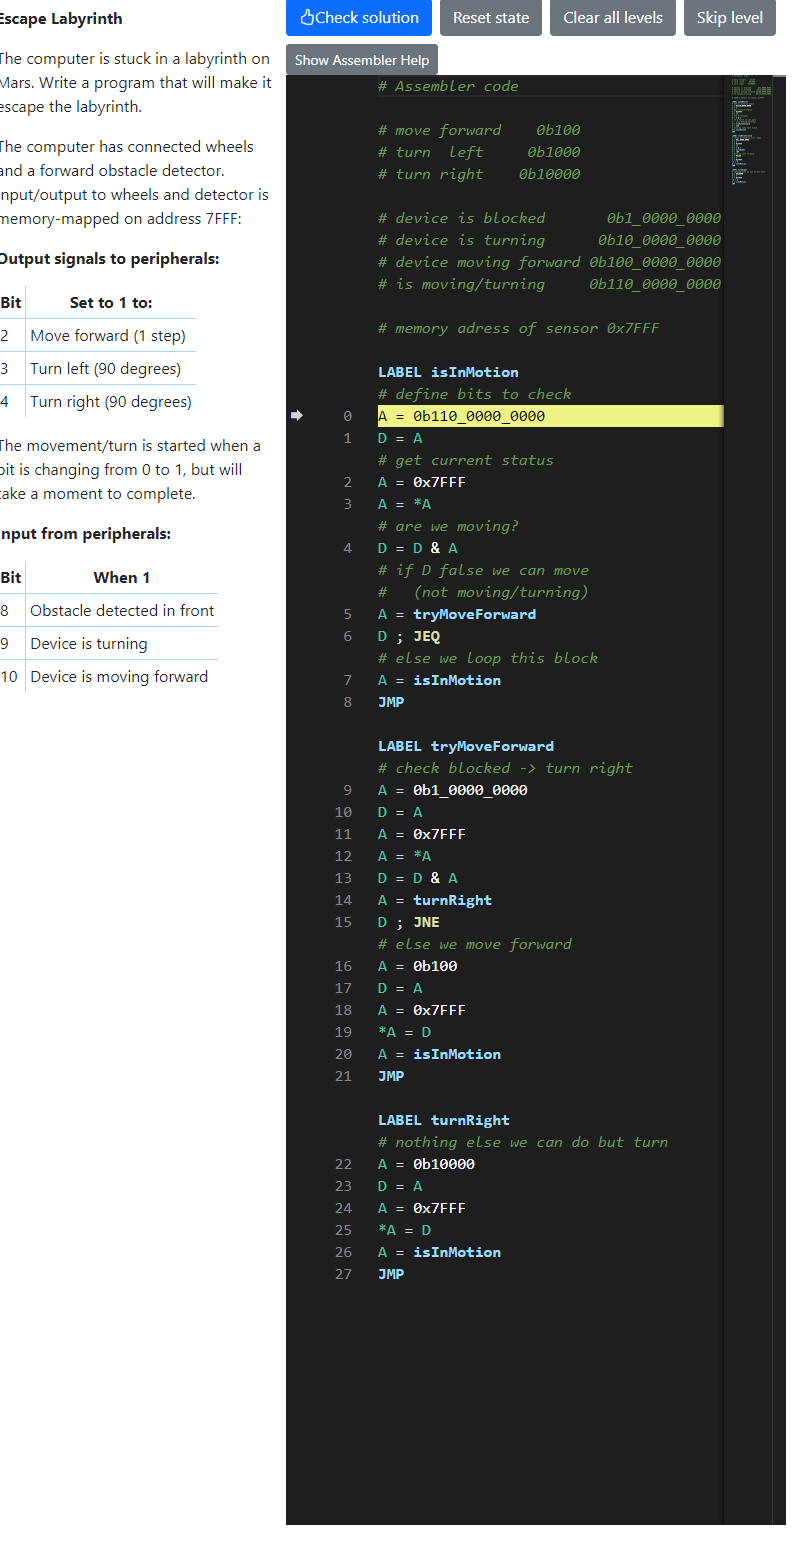 Escape Labyrinth
The computer is stuck in a labyrinth on
Mars. Write a program that will make it
escape the labyrinth.
The computer has connected wheels
and a forward obstacle detector.
Input/output to wheels and detector is
memory-mapped on address 7FFF:
Output signals to peripherals:
Bit Set to 1 to:
2 Move forward (1 step)
3 Turn left (90 degrees)
4 Turn right (90 degrees)
The movement/turn is started when a
bit is changing from 0 to 1, but will
take a moment to complete.
Input from peripherals:
Bit When 1
8 Obstacle detected in front
9 Device is turning
10 Device is moving forward
Check solution Reset state Clear all levels Skip level
Show Assembler Help
# Assembler code
# move forward    0b100
# turn  left     0b1000
# turn right    0b10000
# device is blocked       0b1_0000_0000
# device is turning      0b10_0000_0000
# device moving forward 0b100_0000_0000
# is moving/turning     0b110_0000_0000
# memory adress of sensor 0x7FFF
LABEL isInMotion
# define bits to check
0 A = 0b110_0000_0000
1 D = A
# get current status
2 A = 0x7FFF
3 A = *A
# are we moving?
4 D = D & A
# if D false we can move
#   (not moving/turning)
5 A = tryMoveForward
6 D ; JEQ
# else we loop this block
7 A = isInMotion
8 JMP
LABEL tryMoveForward
# check blocked -> turn right
9 A = 0b1_0000_0000
10 D = A
11 A = 0x7FFF
12 A = *A
13 D = D & A
14 A = turnRight
15 D ; JNE
# else we move forward
16 A = 0b100
17 D = A
18 A = 0x7FFF
19 *A = D
20 A = isInMotion
21 JMP
LABEL turnRight
# nothing else we can do but turn
22 A = 0b10000
23 D = A
24 A = 0x7FFF
25 *A = D
26 A = isInMotion
27 JMP